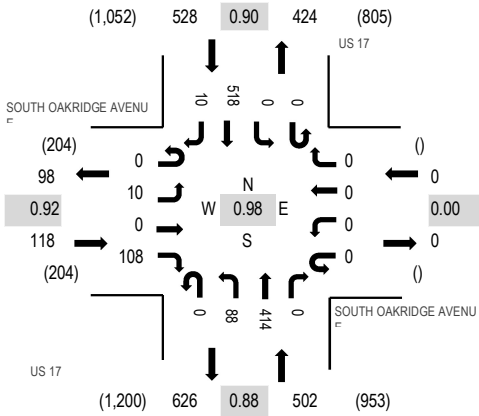 (1,052) 528 0.90 424 (805)
US 17
10 518 0 0
SOUTH OAKRIDGE AVENU
E
(204) 0 0 ()
98 10 N 0 0
0.92 0 W 0.98 E 0 0.00
118 108 S 0 0
(204) ()
0 88 414 0
SOUTH OAKRIDGE AVENU
E
US 17
(1,200) 626 0.88 502 (953)